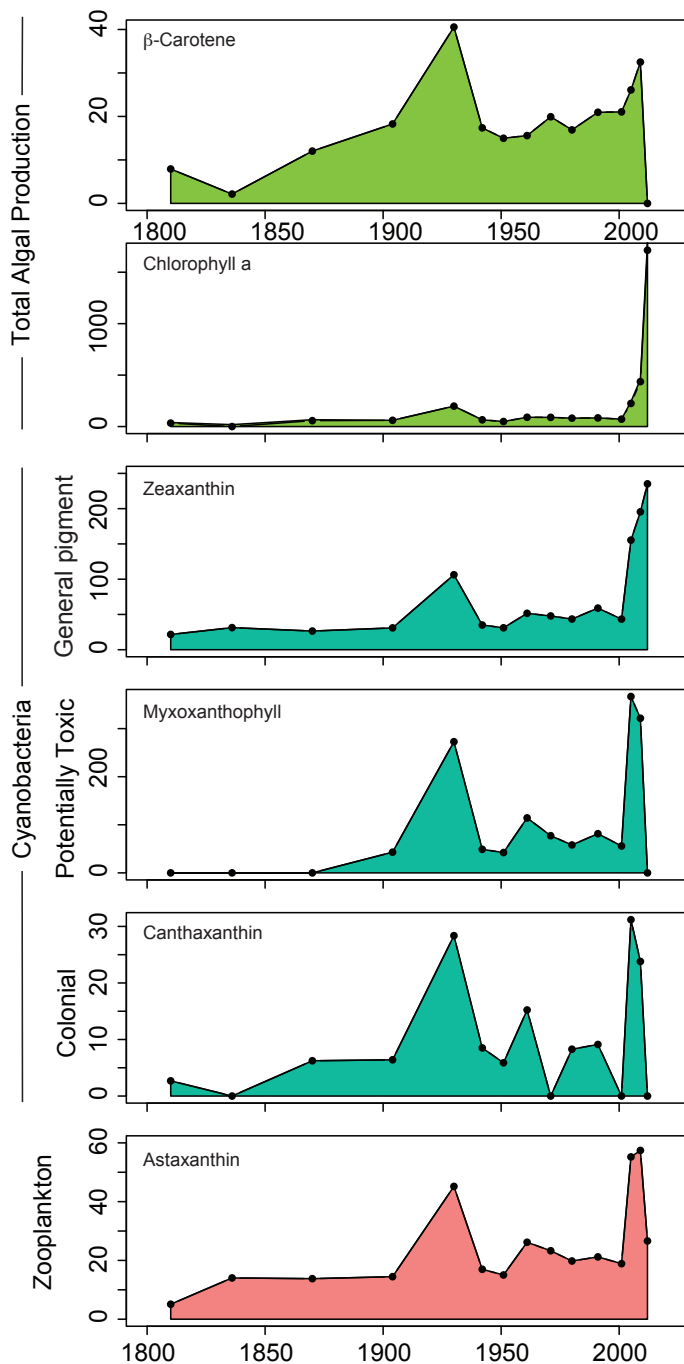 Total Algal Production
β-Carotene
40
20
0
1800 1850 1900 1950 2000
Chlorophyll a
1000
0
Cyanobacteria
General pigment
Zeaxanthin
200
100
0
Potentially Toxic
Myxoxanthophyll
200
0
Colonial
Canthaxanthin
30
20
10
0
Zooplankton
Astaxanthin
60
40
20
0
1800 1850 1900 1950 2000